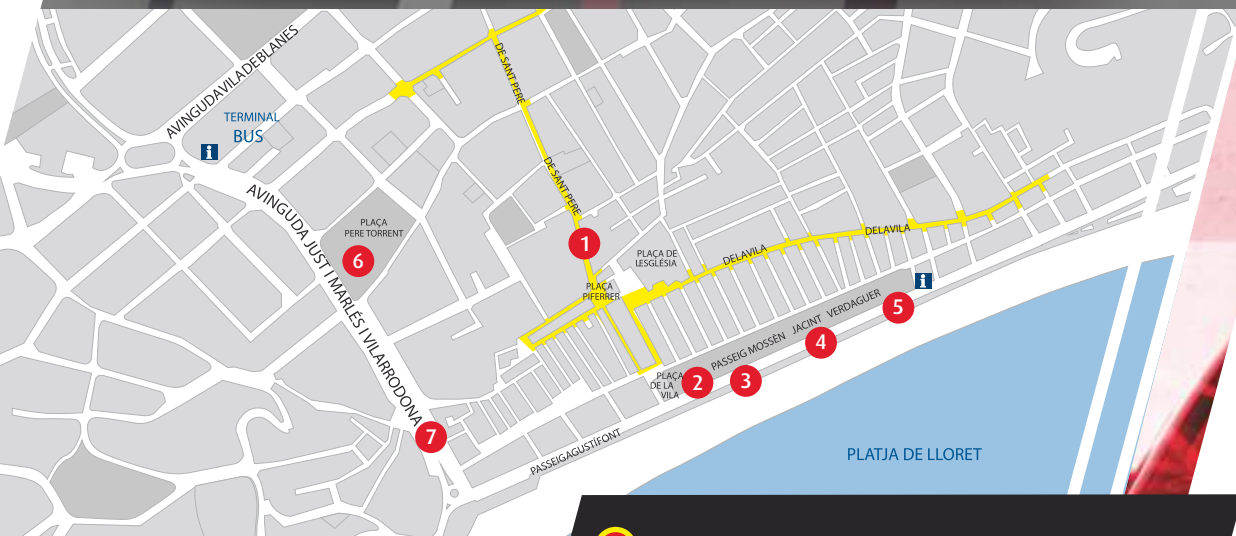 AVINGUDAVILADEBLANES
TERMINAL
BUS
i
DE SANT PERE
DE SANT PERE
AVINGUDA JUST I MARLÉS I VILARRODONA
PLAÇA
PERE TORRENT
6
1
PLAÇA DE
LESGLÉSIA
PLAÇA
PIFERRER
DELAVILA
DELAVILA
i
PASSEIG MOSSÈN JACINT VERDAGUER
5
4
3
2
PLAÇA
DE LA
VILA
7
PASSEIGAGUSTÍFONT
PLATJA DE LLORET